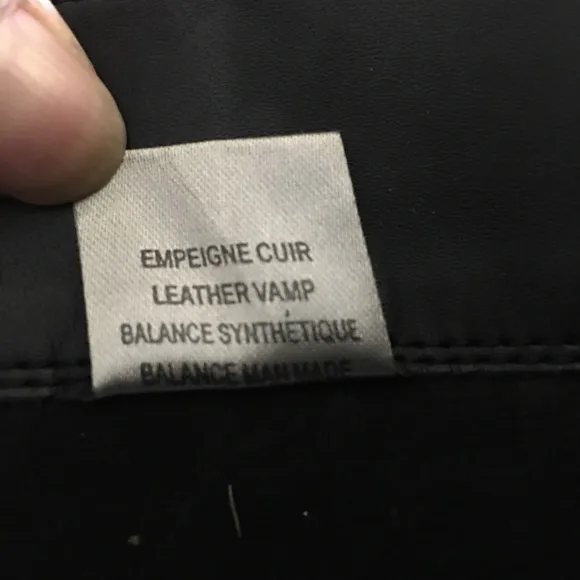 EMPEIGNE CUIR
LEATHER VAMP
BALANCE SYNTHÉTIQUE
BALANCE MAN MADE